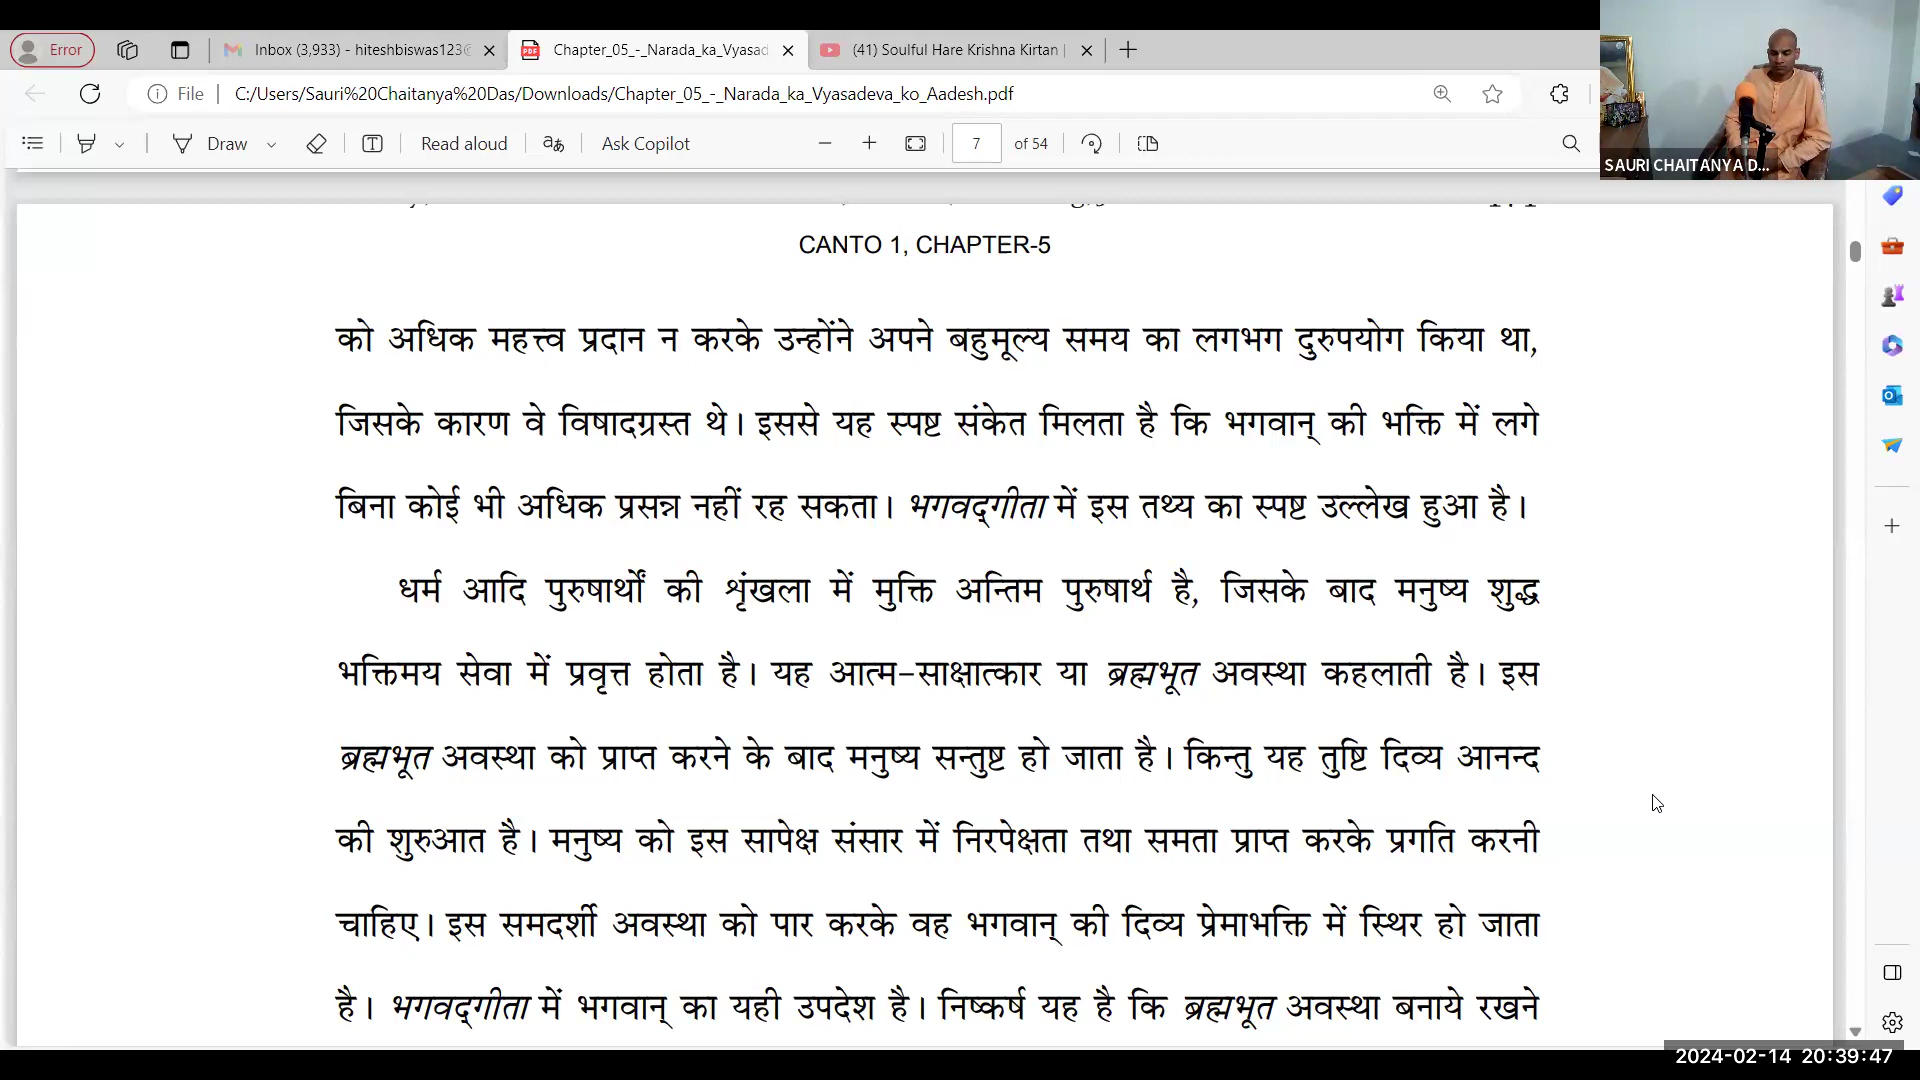 Error
Inbox (3,933) - hiteshbiswas123
Chapter_05_-_Narada_ka_Vyasad
(41) Soulful Hare Krishna Kirtan |
File
C:/Users/Sauri%20Chaitanya%20Das/Downloads/Chapter_05_-_Narada_ka_Vyasadeva_ko_Aadesh.pdf
Draw
Read aloud
Ask Copilot
7 of 54
SAURI CHAITANYA D...
CANTO 1, CHAPTER-5
को अधिक महत्त्व प्रदान न करके उन्होंने अपने बहुमूल्य समय का लगभग दुरुपयोग किया था,
जिसके कारण वे विषादग्रस्त थे। इससे यह स्पष्ट संकेत मिलता है कि भगवान् की भक्ति में लगे
बिना कोई भी अधिक प्रसन्न नहीं रह सकता। भगवद्गीता में इस तथ्य का स्पष्ट उल्लेख हुआ है।
धर्म आदि पुरुषार्थों की शृंखला में मुक्ति अन्तिम पुरुषार्थ है, जिसके बाद मनुष्य शुद्ध
भक्तिमय सेवा में प्रवृत्त होता है। यह आत्म-साक्षात्कार या ब्रह्मभूत अवस्था कहलाती है। इस
ब्रह्मभूत अवस्था को प्राप्त करने के बाद मनुष्य सन्तुष्ट हो जाता है। किन्तु यह तुष्टि दिव्य आनन्द
की शुरुआत है। मनुष्य को इस सापेक्ष संसार में निरपेक्षता तथा समता प्राप्त करके प्रगति करनी
चाहिए। इस समदर्शी अवस्था को पार करके वह भगवान् की दिव्य प्रेमाभक्ति में स्थिर हो जाता
है। भगवद्गीता में भगवान् का यही उपदेश है। निष्कर्ष यह है कि ब्रह्मभूत अवस्था बनाये रखने
2024-02-14 20:39:47